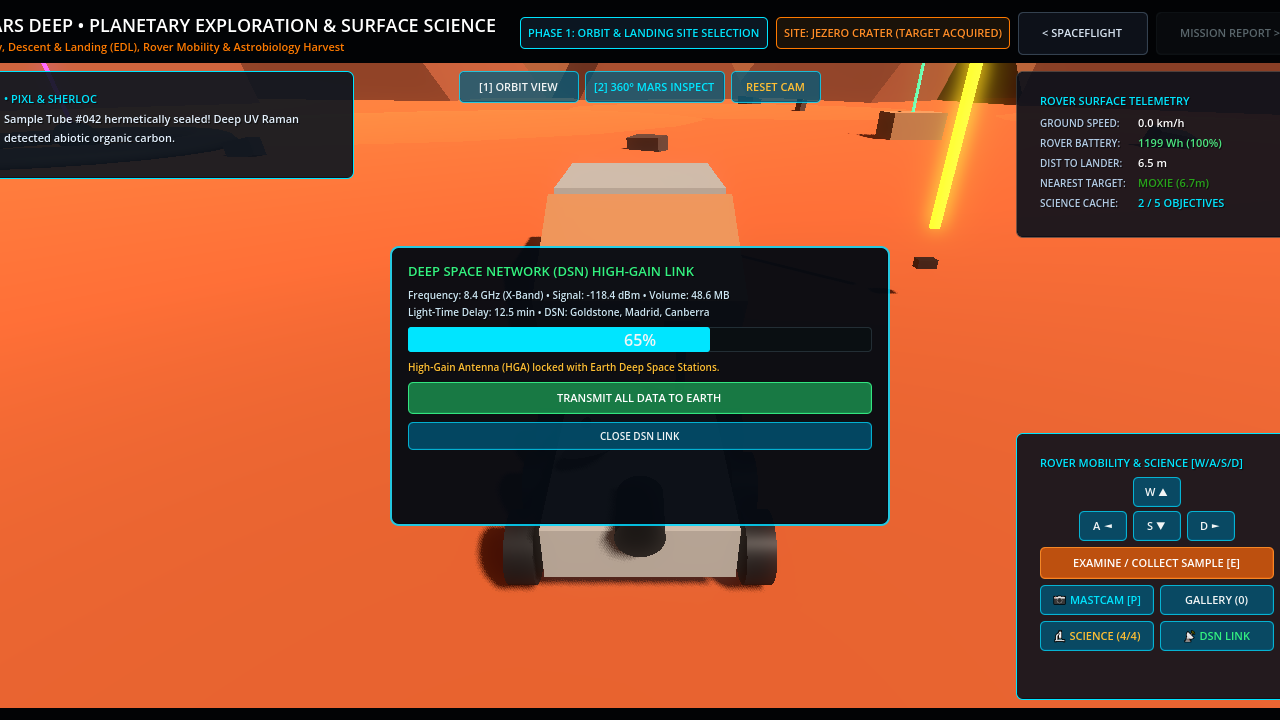 ARS DEEP • PLANETARY EXPLORATION & SURFACE SCIENCE
, Descent & Landing (EDL), Rover Mobility & Astrobiology Harvest
PHASE 1: ORBIT & LANDING SITE SELECTION
SITE: JEZERO CRATER (TARGET ACQUIRED)
< SPACEFLIGHT
MISSION REPORT >
• PIXL & SHERLOC
Sample Tube #042 hermetically sealed! Deep UV Raman
detected abiotic organic carbon.
[1] ORBIT VIEW
[2] 360° MARS INSPECT
RESET CAM
ROVER SURFACE TELEMETRY
GROUND SPEED: 0.0 km/h
ROVER BATTERY: 1199 Wh (100%)
DIST TO LANDER: 6.5 m
NEAREST TARGET: MOXIE (6.7m)
SCIENCE CACHE: 2 / 5 OBJECTIVES
DEEP SPACE NETWORK (DSN) HIGH-GAIN LINK
Frequency: 8.4 GHz (X-Band) • Signal: -118.4 dBm • Volume: 48.6 MB
Light-Time Delay: 12.5 min • DSN: Goldstone, Madrid, Canberra
65%
High-Gain Antenna (HGA) locked with Earth Deep Space Stations.
TRANSMIT ALL DATA TO EARTH
CLOSE DSN LINK
ROVER MOBILITY & SCIENCE [W/A/S/D]
W ▲
A ◄
S ▼
D ►
EXAMINE / COLLECT SAMPLE [E]
MASTCAM [P]
GALLERY (0)
SCIENCE (4/4)
DSN LINK